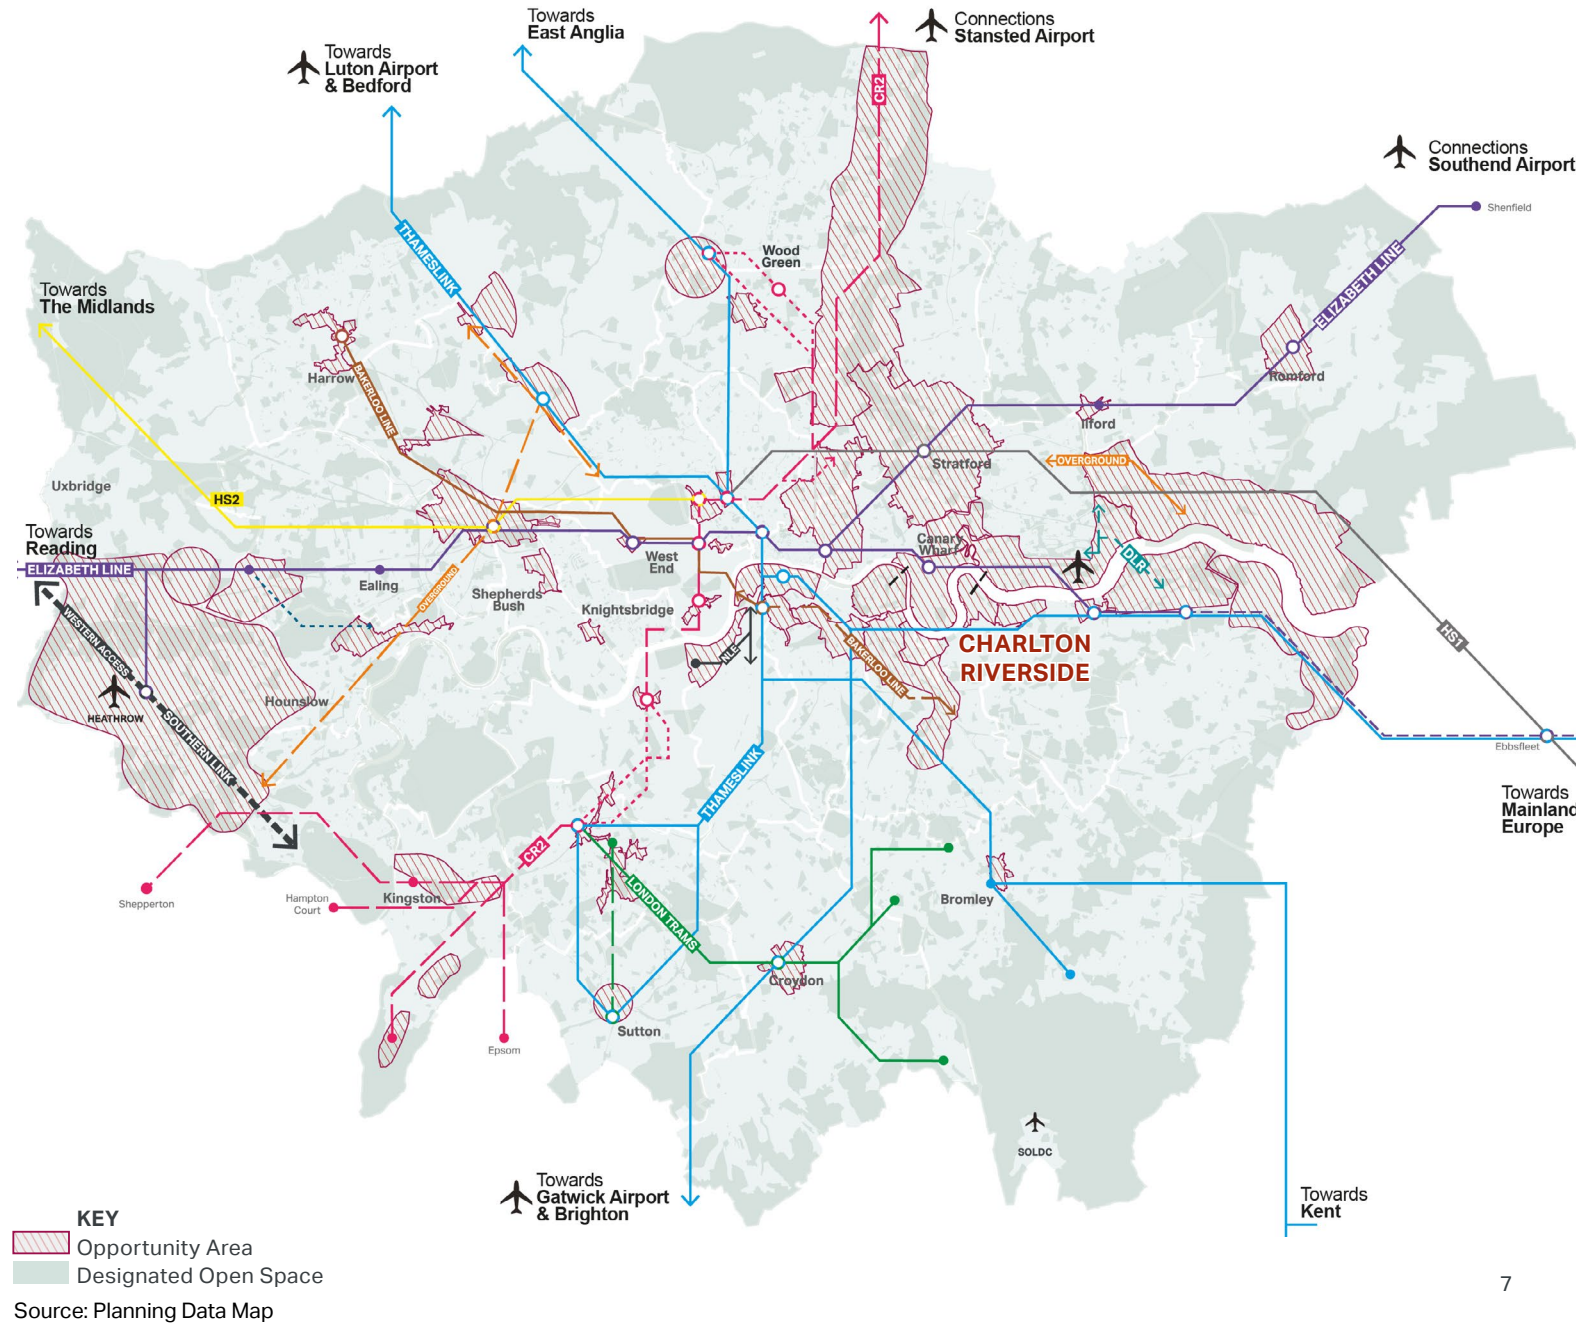 Towards
East Anglia
Connections
Stansted Airport
Towards
Luton Airport
& Bedford
CR2
Connections
Southend Airport
Shenfield
THAMESLINK
Wood
Green
ELIZABETH LINE
Towards
The Midlands
Harrow
BAKERLOO LINE
Romford
Ilford
Stratford
OVERGROUND
Uxbridge
HS2
Towards
Reading
ELIZABETH LINE
Ealing
OVERGROUND
Shepherds
Bush
West
End
Knightsbridge
Canary
Wharf
DLR
WESTERN ACCESS
HEATHROW
SOUTHERN LINK
Hounslow
NLE
BAKERLOO LINE
CHARLTON
RIVERSIDE
HS1
Ebbsfleet
Towards
Mainland
Europe
THAMESLINK
CR2
Shepperton
Hampton
Court
Kingston
LONDON TRAMS
Bromley
Croydon
Sutton
Epsom
SOLDC
Towards
Gatwick Airport
& Brighton
Towards
Kent
KEY
Opportunity Area
Designated Open Space
Source: Planning Data Map
7